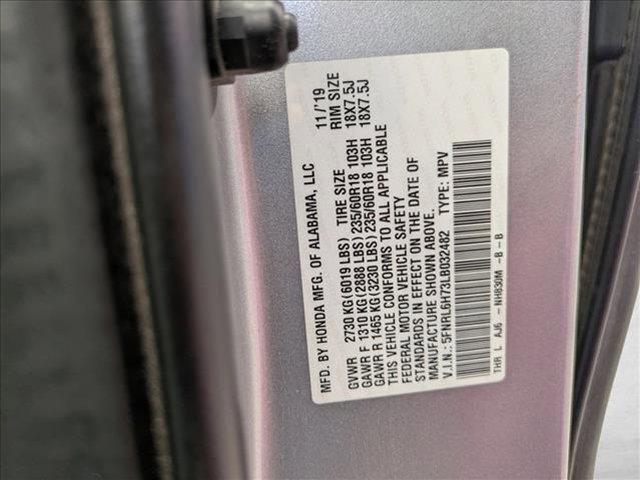 MFD. BY HONDA MFG. OF ALABAMA, LLC 11/'19
GVWR 2730 KG (6019 LBS) TIRE SIZE RIM SIZE
GAWR F 1310 KG (2888 LBS) 235/60R18 103H 18X7.5J
GAWR R 1465 KG (3230 LBS) 235/60R18 103H 18X7.5J
THIS VEHICLE CONFORMS TO ALL APPLICABLE
FEDERAL MOTOR VEHICLE SAFETY
STANDARDS IN EFFECT ON THE DATE OF
MANUFACTURE SHOWN ABOVE.
V.I.N.: 5FNRL6H73LB032482 TYPE: MPV
THR L AJ6 - NH830M -B - B